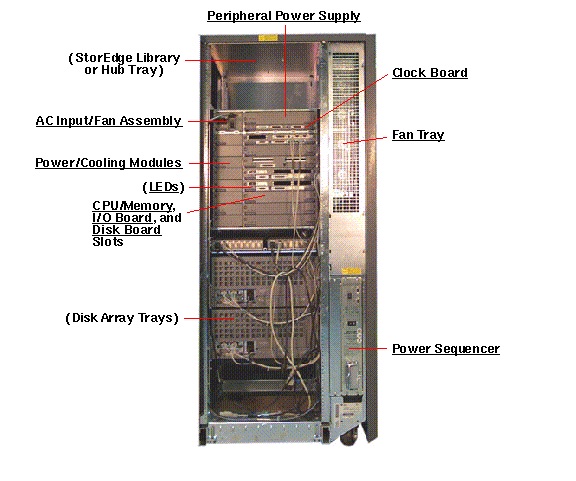 Peripheral Power Supply
(StorEdge Library
or Hub Tray)
Clock Board
AC Input/Fan Assembly
Fan Tray
Power/Cooling Modules
(LEDs)
CPU/Memory,
I/O Board, and
Disk Board
Slots
(Disk Array Trays)
Power Sequencer